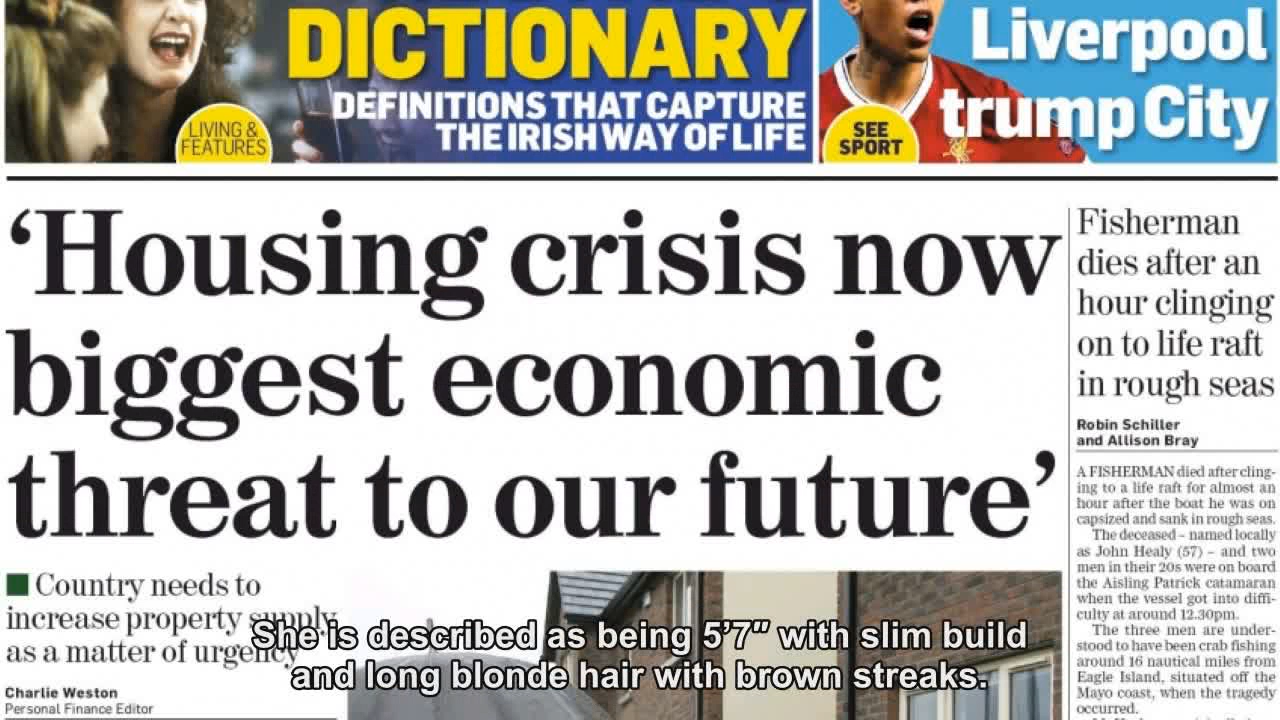 DICTIONARY
DEFINITIONS THAT CAPTURE
THE IRISH WAY OF LIFE
LIVING &
FEATURES
Liverpool
trump City
SEE
SPORT
‘Housing crisis now
biggest economic
threat to our future’
Country needs to
increase property supply
as a matter of urgency
Charlie Weston
Personal Finance Editor
Fisherman
dies after an
hour clinging
on to life raft
in rough seas
Robin Schiller
and Allison Bray
A FISHERMAN died after cling-
ing to a life raft for almost an
hour after the boat he was on
capsized and sank in rough seas.
The deceased – named locally
as John Healy (57) – and two
men in their 20s were on board
the Aisling Patrick catamaran
when the vessel got into diffi-
culty at around 12.30pm.
The three men are under-
stood to have been crab fishing
around 16 nautical miles from
Eagle Island, situated off the
Mayo coast, when the tragedy
occurred.
She is described as being 5’7″ with slim build
and long blonde hair with brown streaks.